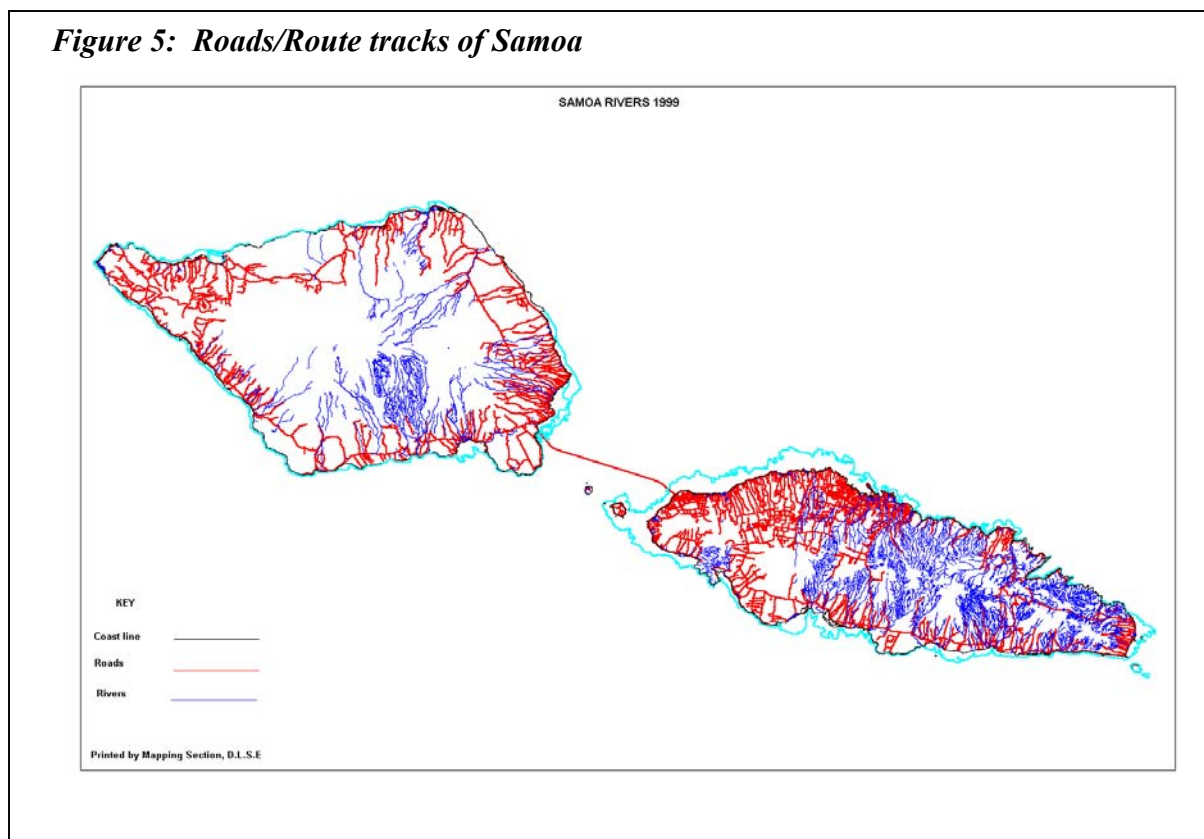 Figure 5: Roads/Route tracks of Samoa
SAMOA RIVERS 1999
KEY
Coast line
Roads
Rivers
Printed by Mapping Section, D.L.S.E